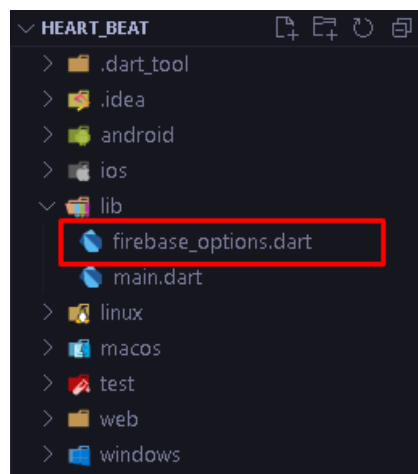 HEART_BEAT
.dart_tool
.idea
android
ios
lib
firebase_options.dart
main.dart
linux
macos
test
web
windows